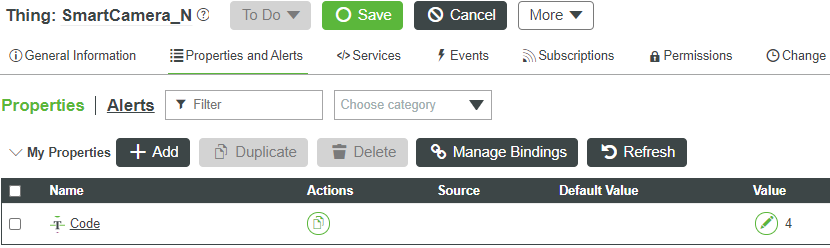 Thing: SmartCamera_N ? To Do Save Cancel More
General Information Properties and Alerts </> Services Events Subscriptions Permissions Change
Properties | Alerts Filter Choose category
My Properties + Add Duplicate Delete Manage Bindings Refresh
Name Actions Source Default Value Value
T Code 4